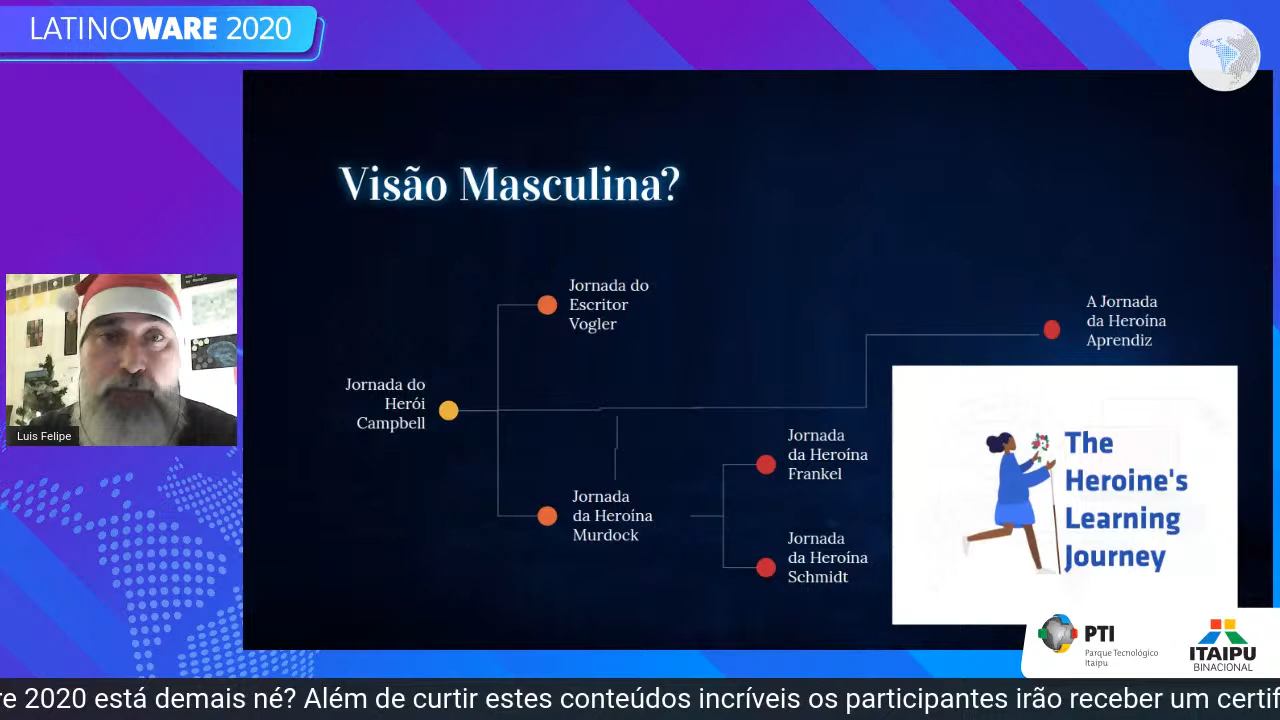 LATINOWARE 2020
Visão Masculina?
Jornada do
Escritor
Vogler
A Jornada
da Heroína
Aprendiz
Jornada do
Herói
Campbell
Jornada
da Heroína
Frankel
Jornada
da Heroína
Murdock
Jornada
da Heroína
Schmidt
The
Heroine's
Learning
Journey
Luis Felipe
PTI
Parque Tecnológico
Itaipu
ITAIPU
BINACIONAL
re 2020 está demais né? Além de curtir estes conteúdos incríveis os participantes irão receber um certif